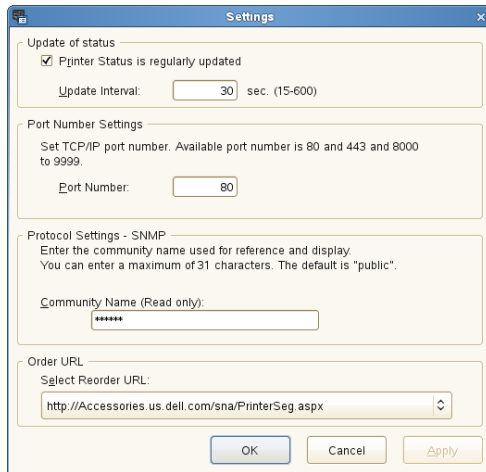 Settings
Update of status
Printer Status is regularly updated
Update Interval: 30 sec. (15-600)
Port Number Settings
Set TCP/IP port number. Available port number is 80 and 443 and 8000
to 9999.
Port Number: 80
Protocol Settings - SNMP
Enter the community name used for reference and display.
You can enter a maximum of 31 characters. The default is "public".
Community Name (Read only):
******
Order URL
Select Reorder URL:
http://Accessories.us.dell.com/sna/PrinterSeg.aspx
OK Cancel Apply